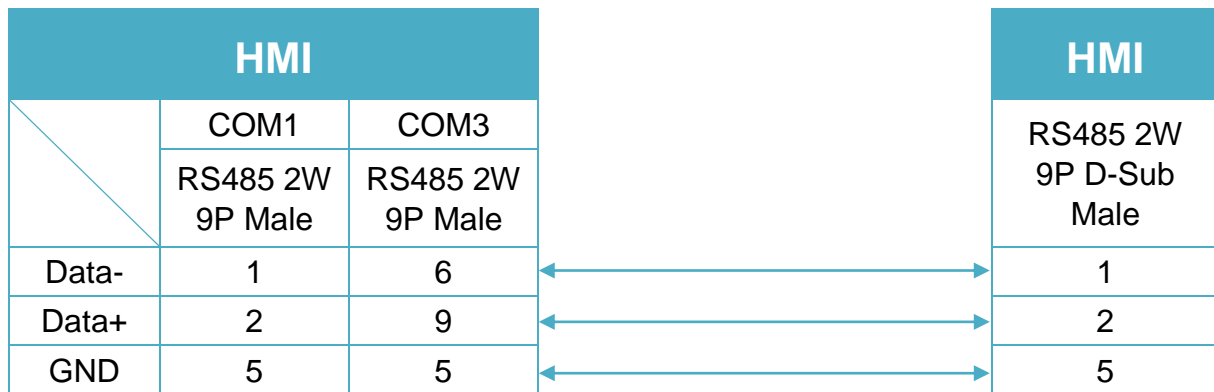 HMI HMI
COM1 COM3
RS485 2W
9P Male
RS485 2W
9P Male
RS485 2W
9P D-Sub
Male
Data- 1 6 1
Data+ 2 9 2
GND 5 5 5